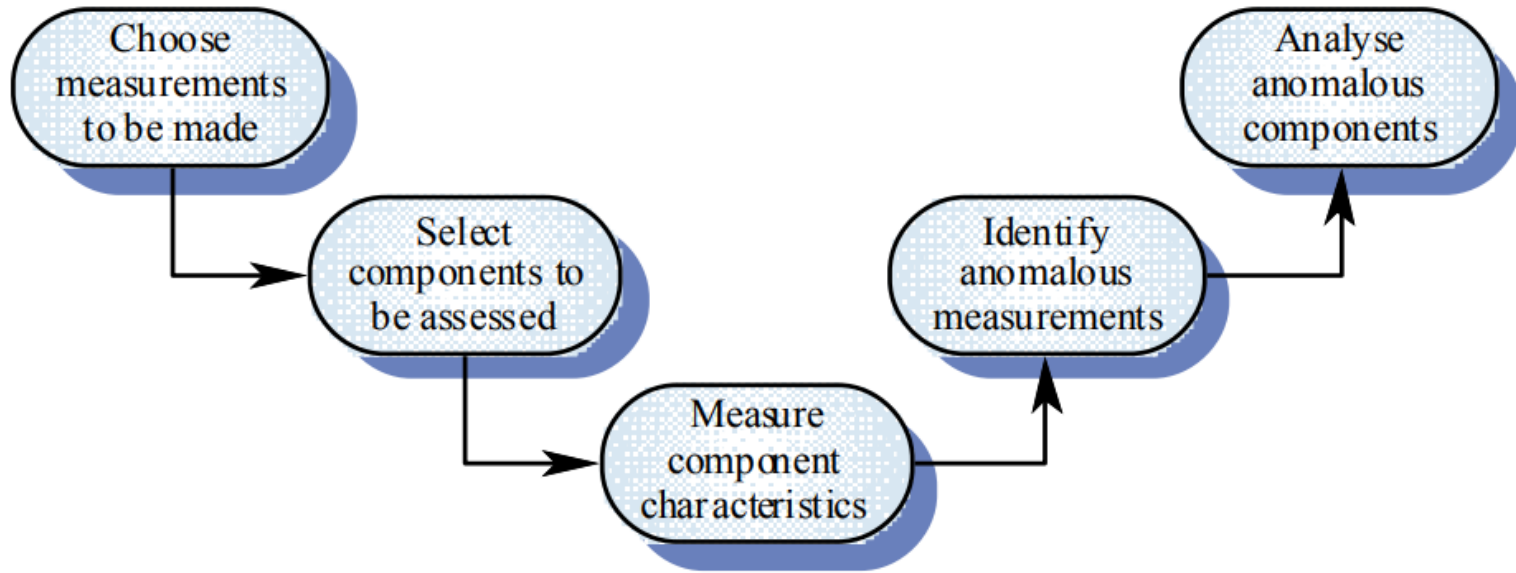 Choose
measurements
to be made
Select
components to
be assessed
Measure
component
characteristics
Identify
anomalous
measurements
Analyse
anomalous
components